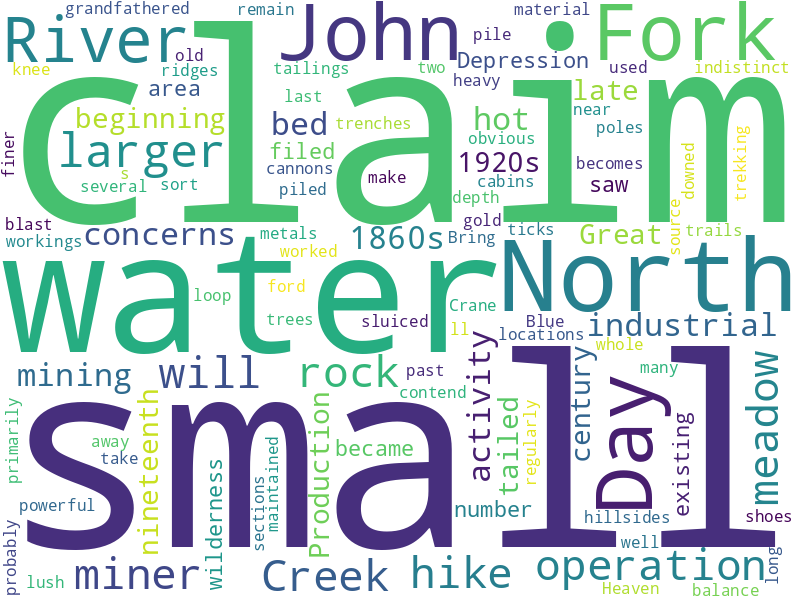 grandfathered remain John Fork material
River old pile
knee ridges tailings two Depression used indistinct
claim
area last heavy late
beginning bed trenches hot near poles
larger filed obvious
finer cannons 1920s becomes downed trekking
several s sort piled make cabins saw
depth
blast concerns metals 1860s gold ticks Great source trails
workings worked Bring
water North
loop ford Crane
trees sluiced ll Blue industrial
locations
mining will rock past activity century whole meadow
contend many
small
primarily nineteenth Production tailed regularly Day existing
away became
take wilderness sections maintained
powerful number hillsides shoes
probably well long
lush miner Creek hike operation
Heaven balance